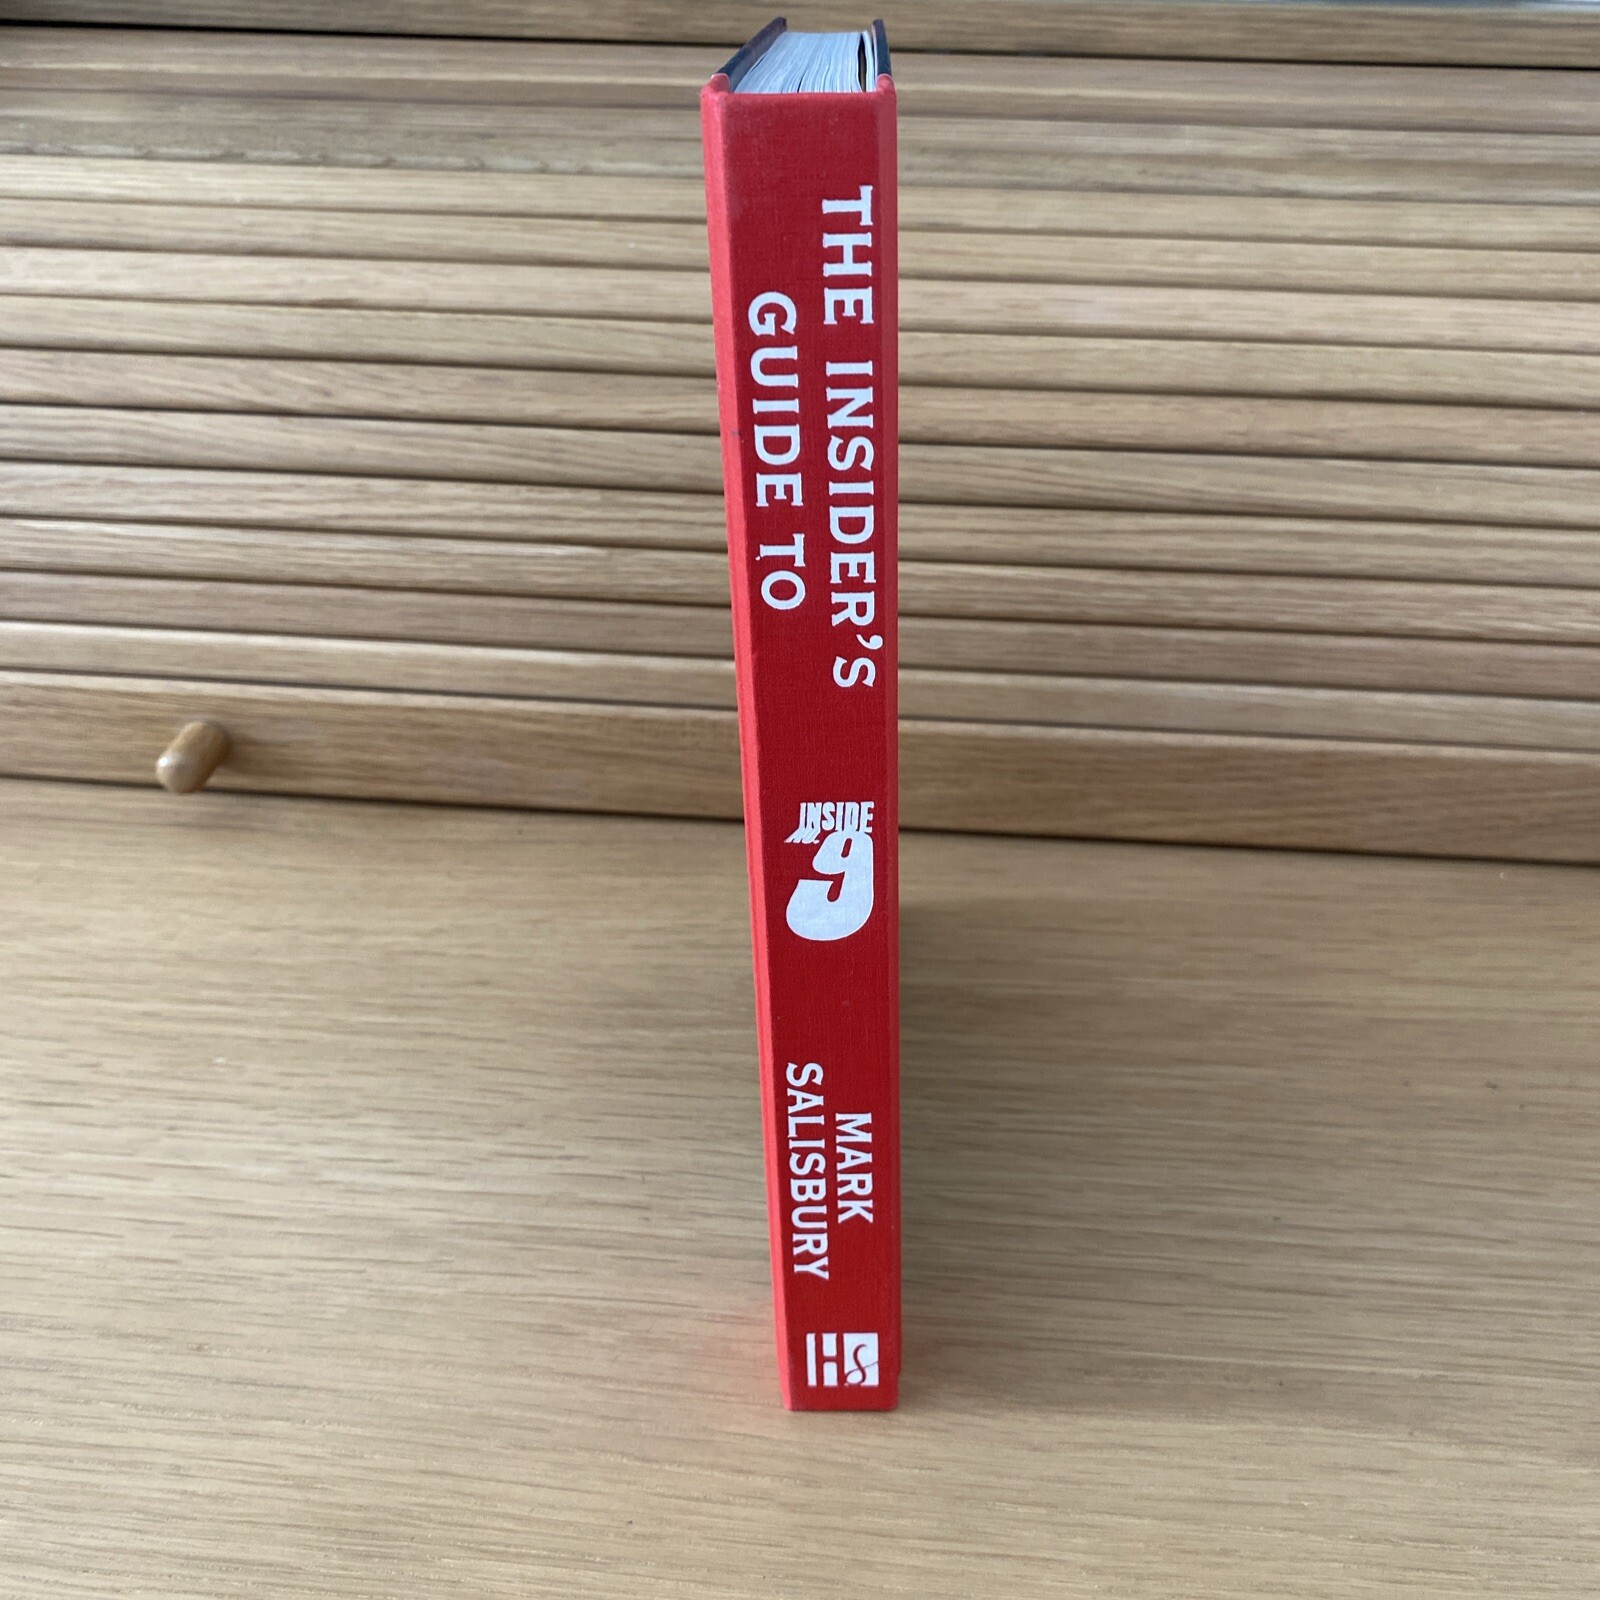 THE INSIDER'S
GUIDE TO
INSIDE
NO.
9
MARK
SALISBURY
HS